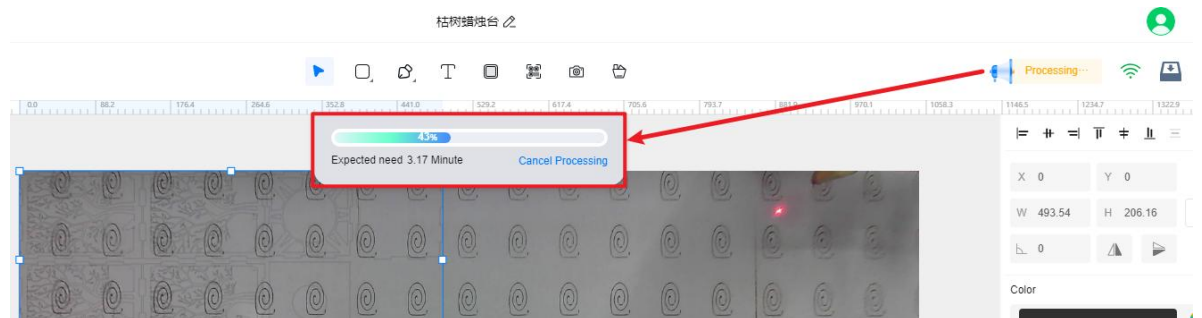 枯树蜡烛台
T
Processing···
0.0 88.2 176.4 264.6 352.8 441.0 529.2 617.4 705.6 793.7 881.9 970.1 1058.3 1146.5 1234.7 1322.9
43%
Expected need 3.17 Minute Cancel Processing
X 0 Y 0
W 493.54 H 206.16
0
Color